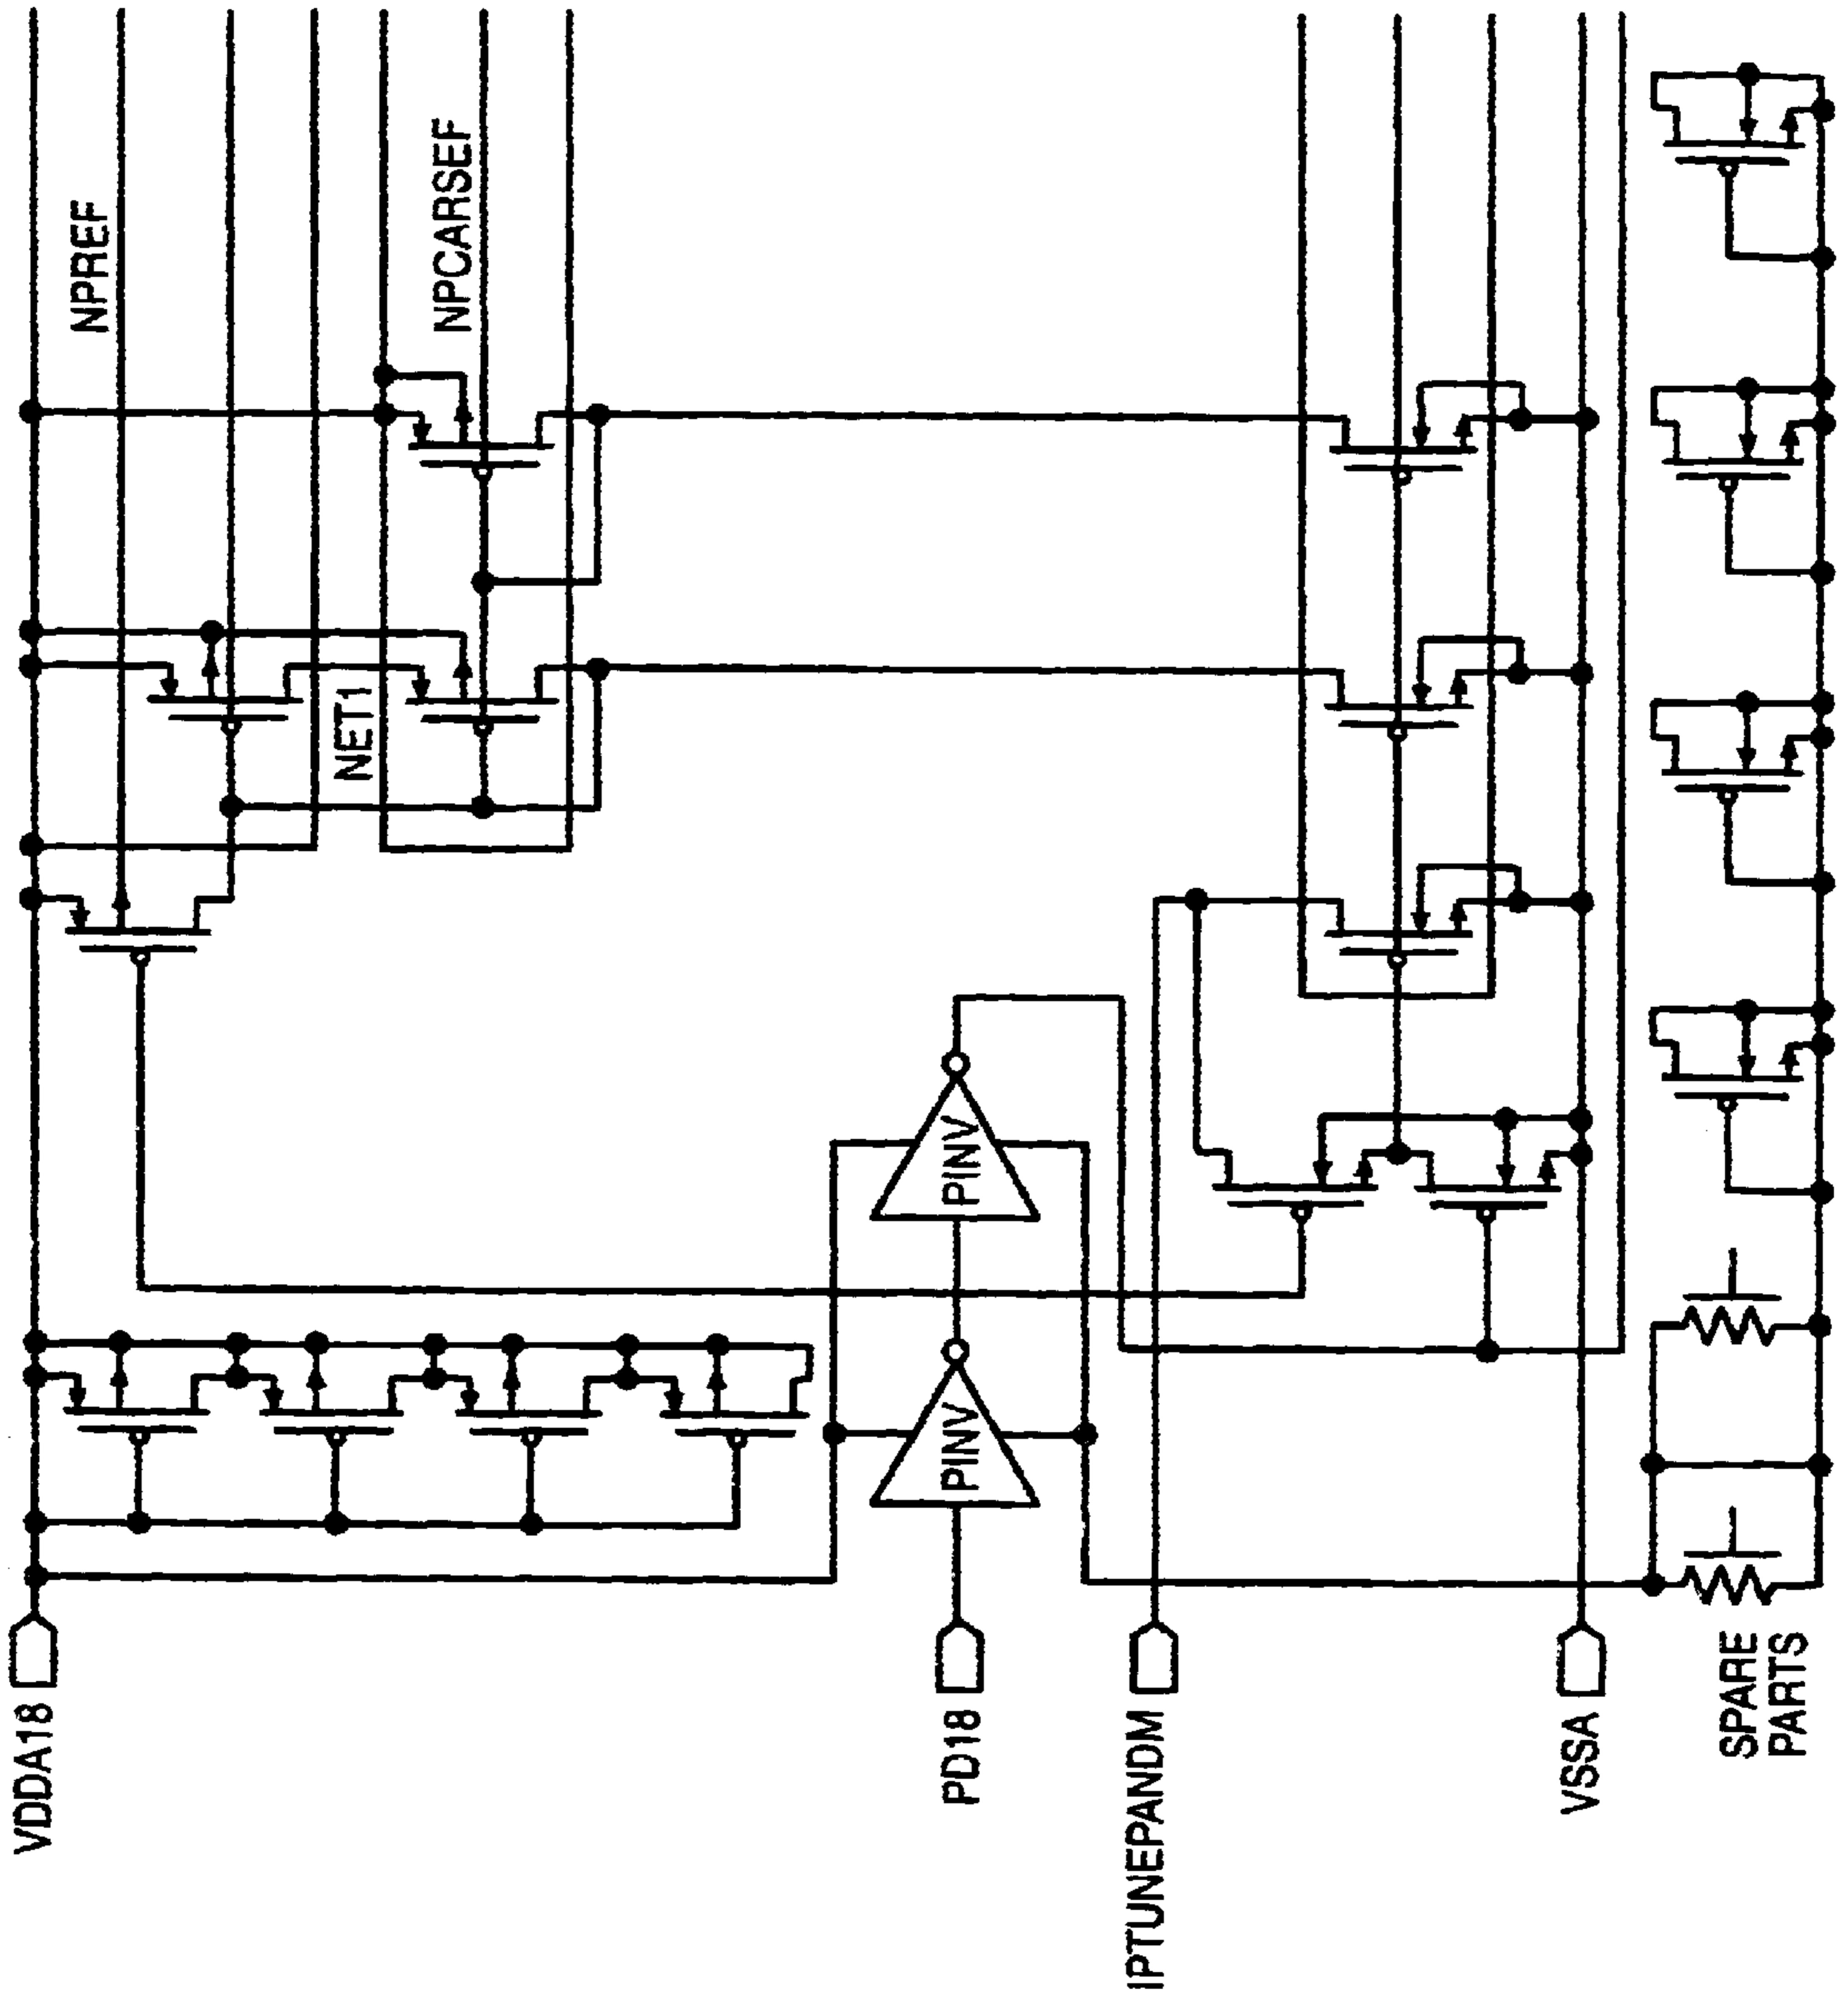 VDDA18
NPREF
NET1
NPCARSEF
PINV
PINV
PD18
IPTUNEPANDM
VSSA
SPARE
PARTS